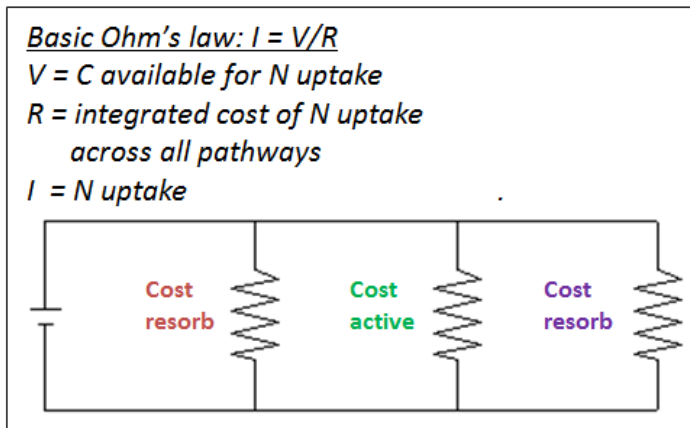 Basic Ohm's law: I = V/R
V = C available for N uptake
R = integrated cost of N uptake
across all pathways
I = N uptake .
Cost
resorb
Cost
active
Cost
resorb